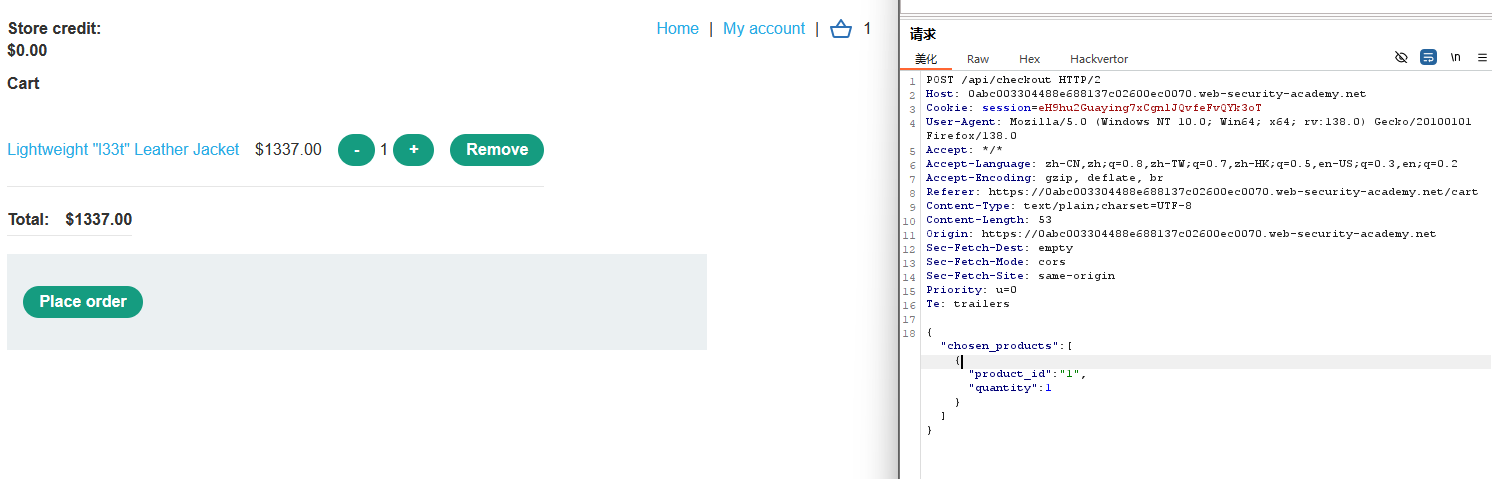 Store credit:
$0.00
Home | My account | 1
Cart
Lightweight "l33t" Leather Jacket $1337.00 - 1 + Remove
Total: $1337.00
Place order
请求
美化 Raw Hex Hackvertor \n
1 POST /api/checkout HTTP/2
2 Host: 0abc003304488e688137c02600ec0070.web-security-academy.net
3 Cookie: session=eH9hu2Guaying7xCgnlJQvfeFvQYk3oT
4 User-Agent: Mozilla/5.0 (Windows NT 10.0; Win64; x64; rv:138.0) Gecko/20100101
Firefox/138.0
5 Accept: */*
6 Accept-Language: zh-CN,zh;q=0.8,zh-TW;q=0.7,zh-HK;q=0.5,en-US;q=0.3,en;q=0.2
7 Accept-Encoding: gzip, deflate, br
8 Referer: https://0abc003304488e688137c02600ec0070.web-security-academy.net/cart
9 Content-Type: text/plain;charset=UTF-8
10 Content-Length: 53
11 Origin: https://0abc003304488e688137c02600ec0070.web-security-academy.net
12 Sec-Fetch-Dest: empty
13 Sec-Fetch-Mode: cors
14 Sec-Fetch-Site: same-origin
15 Priority: u=0
16 Te: trailers
17
18 {
"chosen_products":[
{
"product_id":"1",
"quantity":1
}
]
}